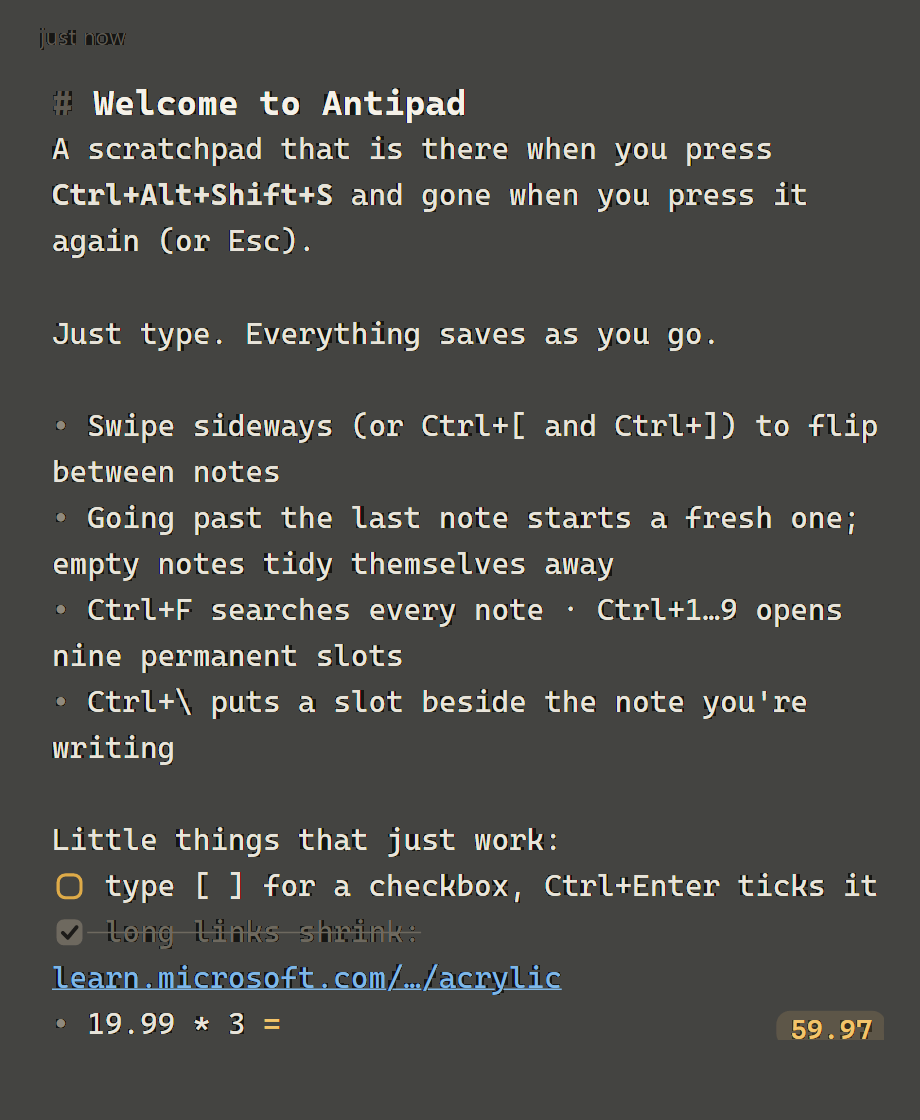 just now
# Welcome to Antipad
A scratchpad that is there when you press
Ctrl+Alt+Shift+S and gone when you press it
again (or Esc).
Just type. Everything saves as you go.
• Swipe sideways (or Ctrl+[ and Ctrl+]) to flip
between notes
• Going past the last note starts a fresh one;
empty notes tidy themselves away
• Ctrl+F searches every note · Ctrl+1…9 opens
nine permanent slots
• Ctrl+\ puts a slot beside the note you're
writing
Little things that just work:
type [ ] for a checkbox, Ctrl+Enter ticks it
long links shrink:
learn.microsoft.com/…/acrylic
• 19.99 * 3 = 59.97